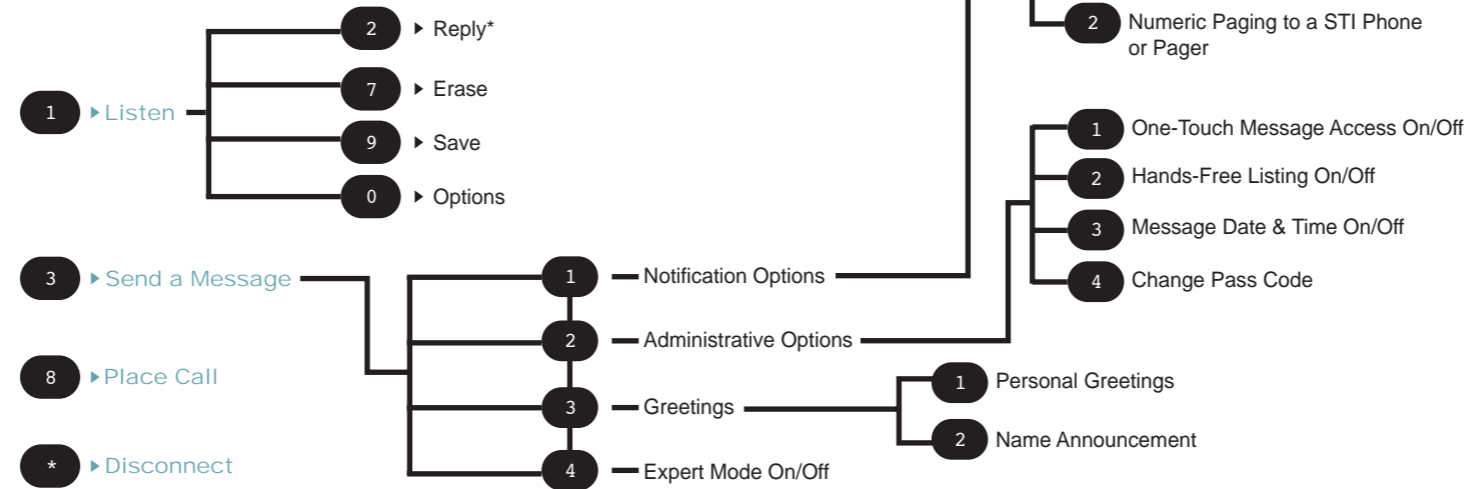 1 Listen
2 Reply*
7 Erase
9 Save
0 Options
3 Send a Message
8 Place Call
* Disconnect
1 Notification Options
2 Administrative Options
3 Greetings
4 Expert Mode On/Off
2 Numeric Paging to a STI Phone
or Pager
1 One-Touch Message Access On/Off
2 Hands-Free Listing On/Off
3 Message Date & Time On/Off
4 Change Pass Code
1 Personal Greetings
2 Name Announcement